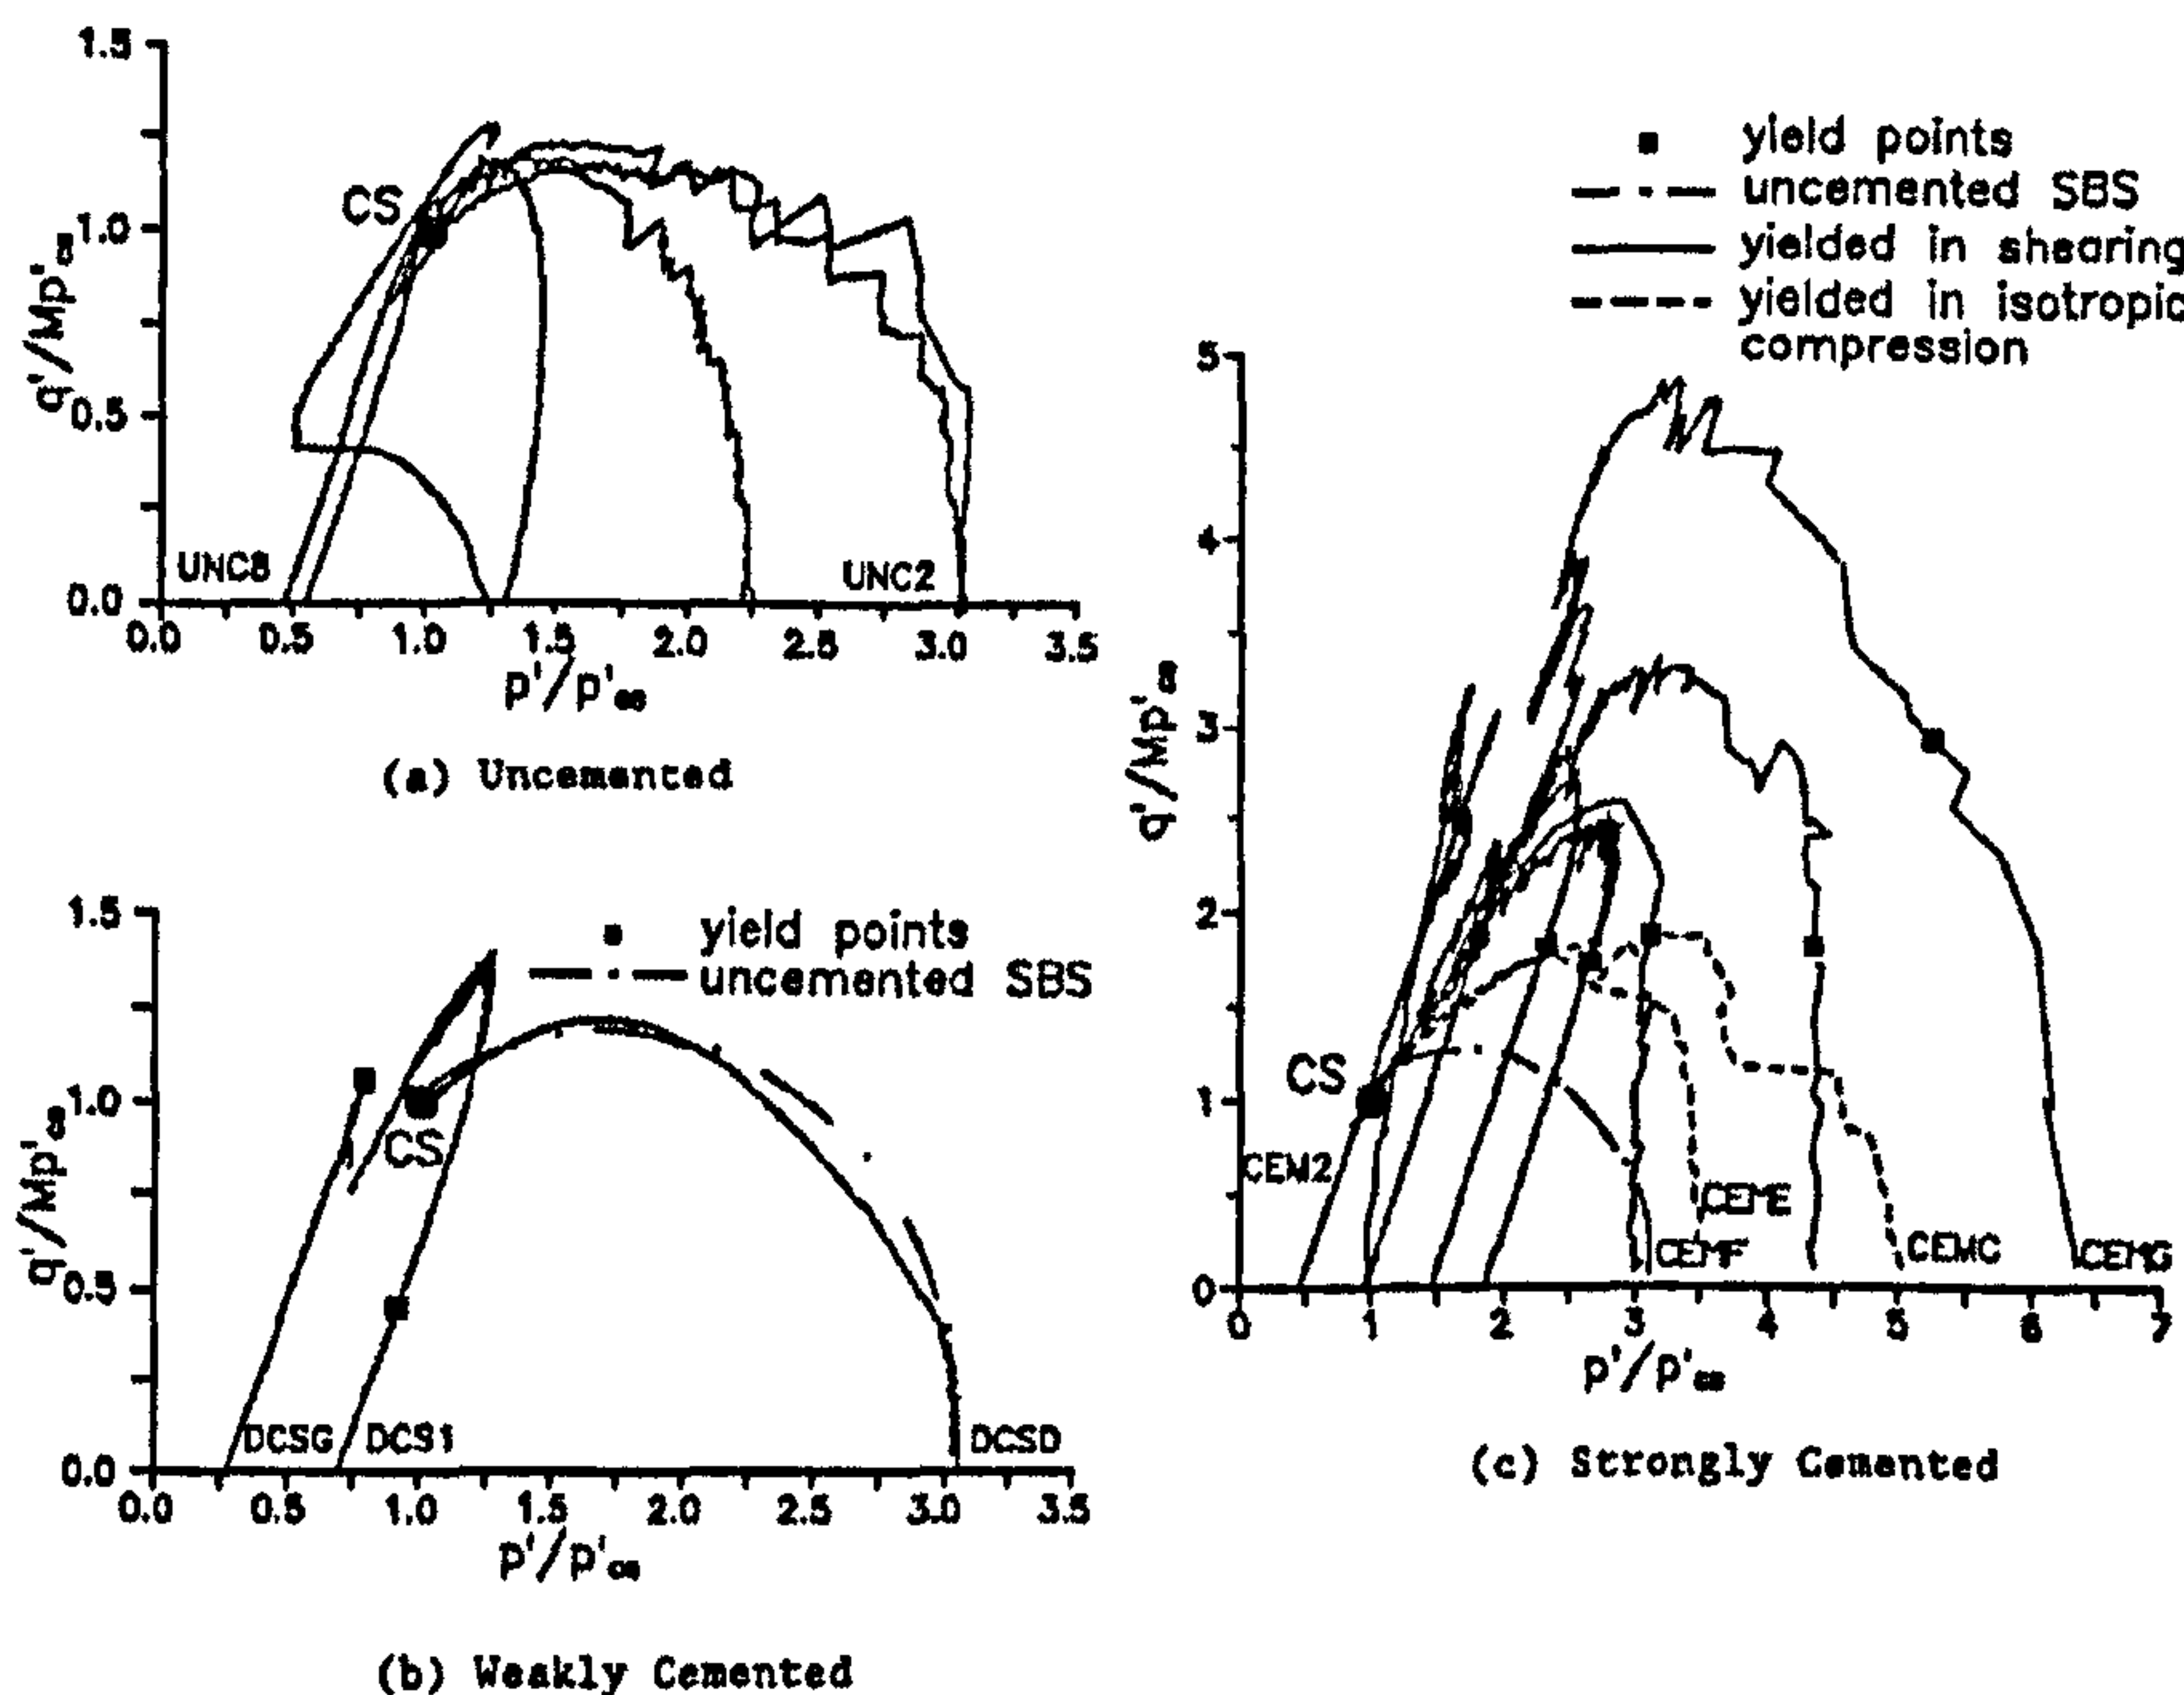 1.5
1.0
0.5
0.0
q'/Mp'cs
CS
UNC8
UNC2
0.0 0.5 1.0 1.5 2.0 2.5 3.0 3.5
p'/p'cs
(a) Uncemented
1.5
1.0
0.5
0.0
q'/Mp'cs
yield points
uncemented SBS
CS
DCSG DCS1 DCSD
0.0 0.5 1.0 1.5 2.0 2.5 3.0 3.5
p'/p'cs
(b) Weakly Cemented
yield points
uncemented SBS
yielded in shearing
yielded in isotropic
compression
5
4
3
2
1
0
q'/Mp'cs
CS
CEM2
CEME
CEMF
CEMC
CEMG
0 1 2 3 4 5 6 7
p'/p'cs
(c) Strongly Cemented